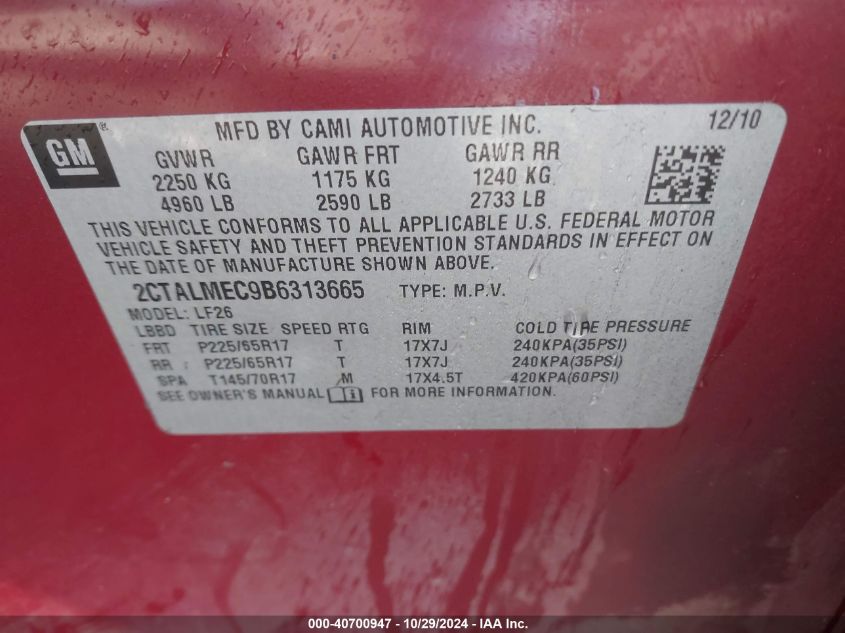 GM®
MFD BY CAMI AUTOMOTIVE INC. 12/10
GVWR GAWR FRT GAWR RR
2250 KG 1175 KG 1240 KG
4960 LB 2590 LB 2733 LB
THIS VEHICLE CONFORMS TO ALL APPLICABLE U.S. FEDERAL MOTOR
VEHICLE SAFETY AND THEFT PREVENTION STANDARDS IN EFFECT ON
THE DATE OF MANUFACTURE SHOWN ABOVE.
2CTALMEC9B6313665 TYPE: M.P.V.
MODEL: LF26
LBBD TIRE SIZE SPEED RTG RIM COLD TIRE PRESSURE
FRT P225/65R17 T 17X7J 240KPA(35PSI)
RR P225/65R17 T 17X7J 240KPA(35PSI)
SPA T145/70R17 M 17X4.5T 420KPA(60PSI)
SEE OWNER'S MANUAL FOR MORE INFORMATION.
000-40700947 - 10/29/2024 - IAA Inc.